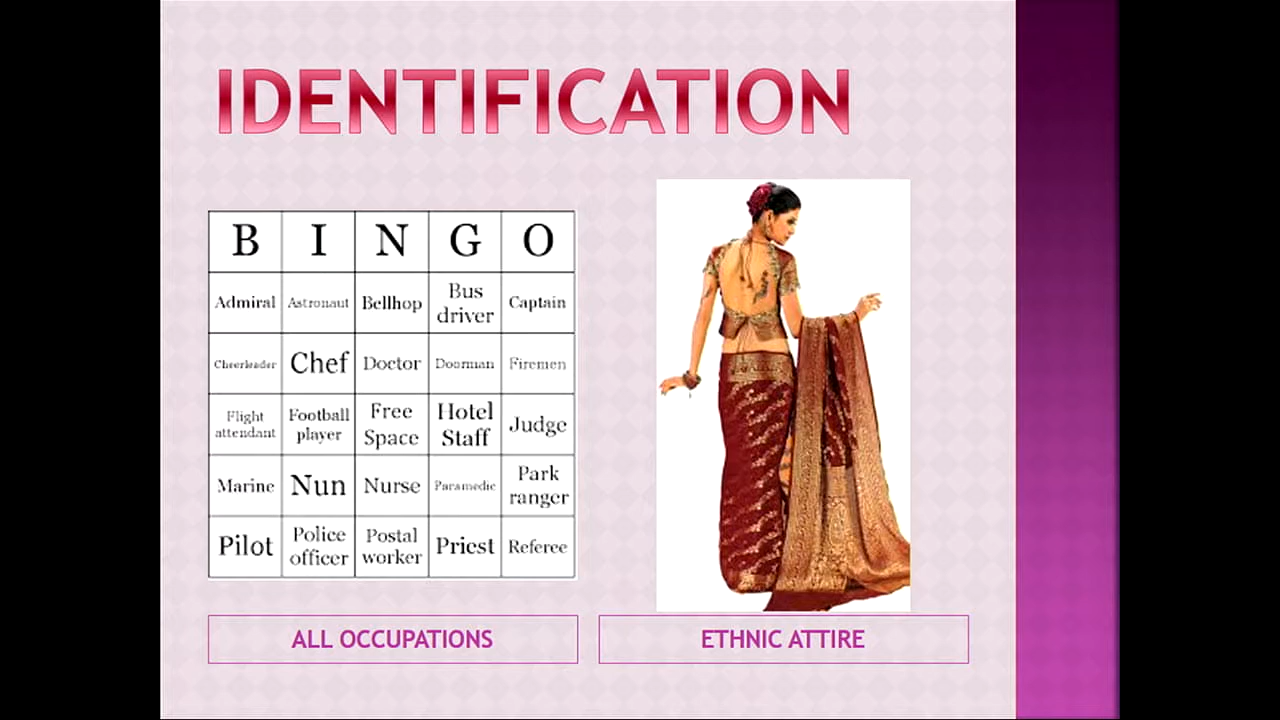 IDENTIFICATION
B I N G O
Admiral Astronaut Bellhop Bus driver Captain
Cheerleader Chef Doctor Doorman Firemen
Flight attendant Football player Free Space Hotel Staff Judge
Marine Nun Nurse Paramedic Park ranger
Pilot Police officer Postal worker Priest Referee
ALL OCCUPATIONS
ETHNIC ATTIRE